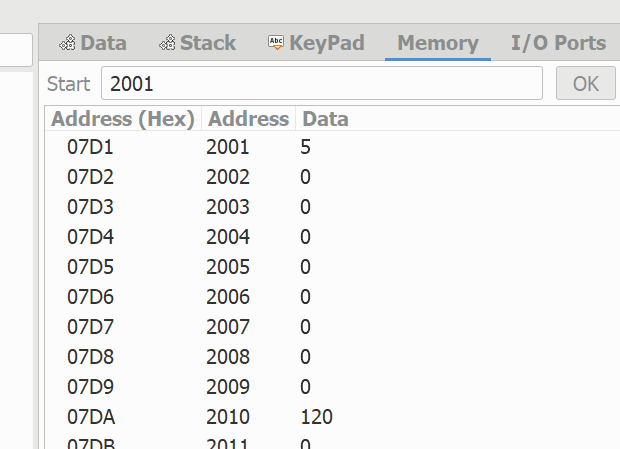 Data Stack Abc KeyPad Memory I/O Ports
Start 2001 OK
Address (Hex) Address Data
07D1 2001 5
07D2 2002 0
07D3 2003 0
07D4 2004 0
07D5 2005 0
07D6 2006 0
07D7 2007 0
07D8 2008 0
07D9 2009 0
07DA 2010 120
07DB 2011 0